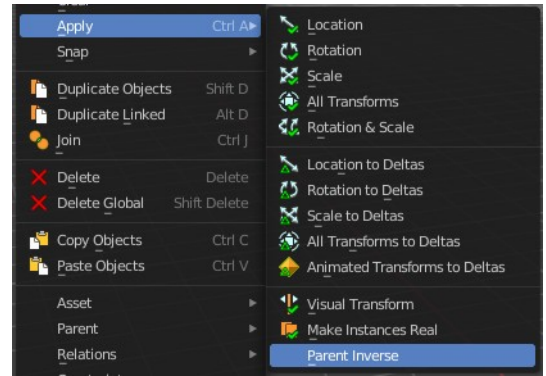 Apply Ctrl A
Snap
Duplicate Objects Shift D
Duplicate Linked Alt D
Join Ctrl J
Delete Delete
Delete Global Shift Delete
Copy Objects Ctrl C
Paste Objects Ctrl V
Asset
Parent
Relations
Location
Rotation
Scale
All Transforms
Rotation & Scale
Location to Deltas
Rotation to Deltas
Scale to Deltas
All Transforms to Deltas
Animated Transforms to Deltas
Visual Transform
Make Instances Real
Parent Inverse